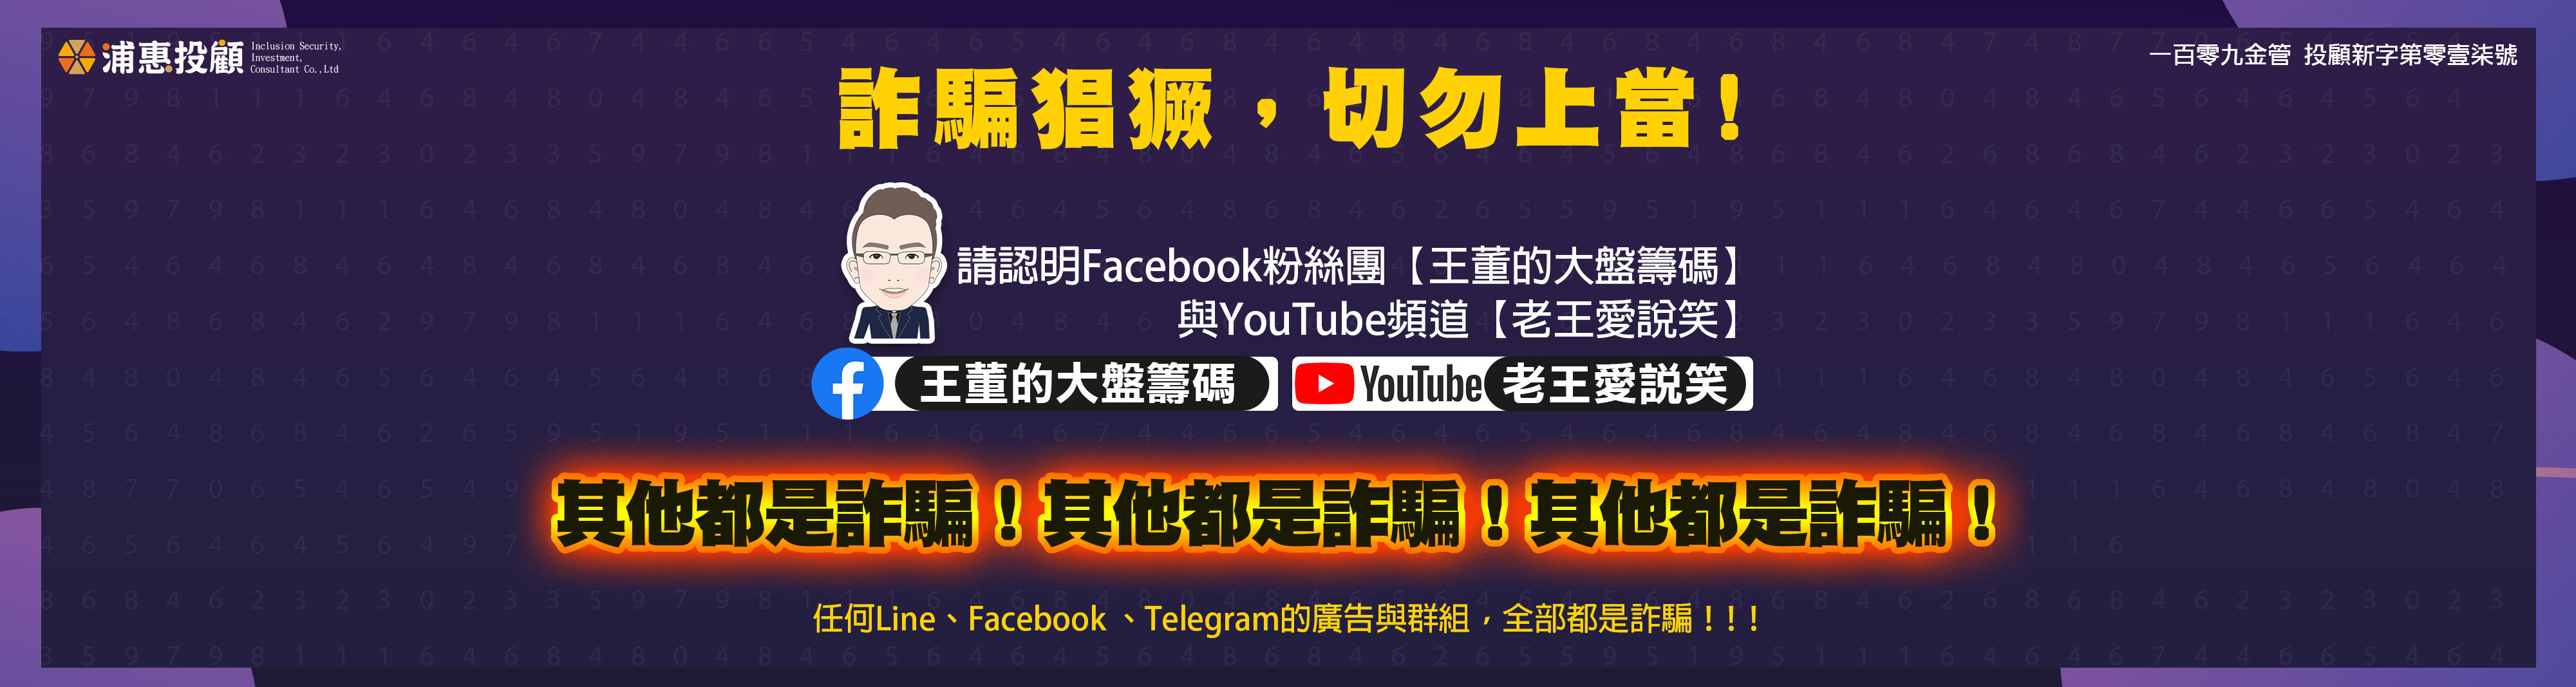 浦惠投顧
Inclusion Security,
Investment,
Consultant Co.,Ltd
一百零九金管 投顧新字第零壹柒號
詐騙猖獗，切勿上當！
請認明Facebook粉絲團【王董的大盤籌碼】
與YouTube頻道【老王愛說笑】
王董的大盤籌碼
YouTube 老王愛說笑
其他都是詐騙！其他都是詐騙！其他都是詐騙！
任何Line、Facebook、Telegram的廣告與群組，全部都是詐騙！！！